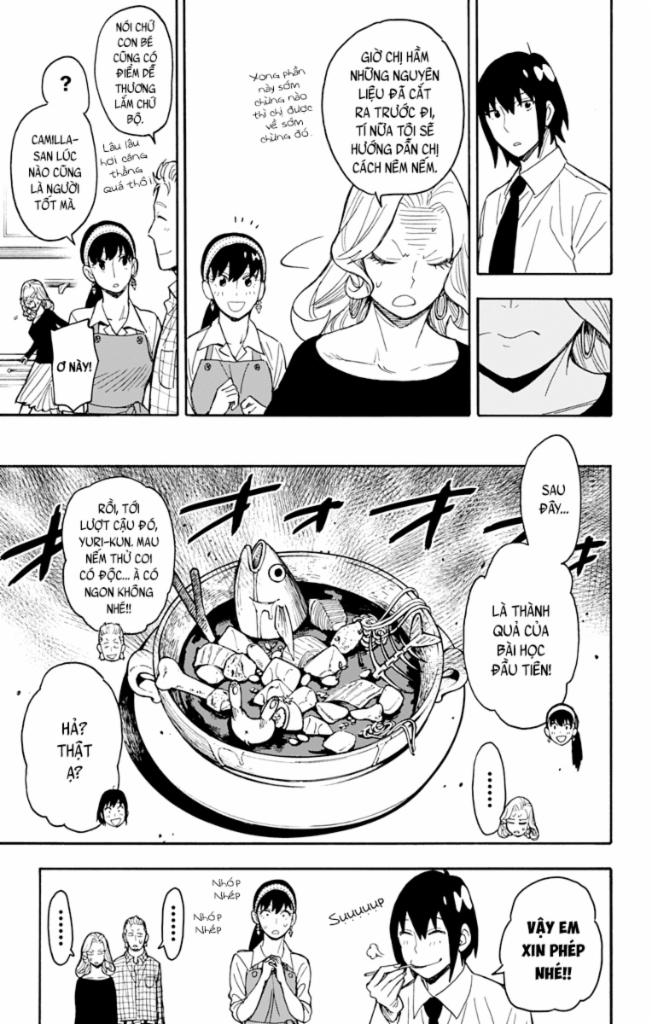 GIỜ CHỊ HẦM
NHỮNG NGUYÊN
LIỆU ĐÃ CẮT
RA TRƯỚC ĐI,
TÍ NỮA TÔI SẼ
HƯỚNG DẪN CHỊ
CÁCH NÊM NẾM.
Xong phần
này sớm
chừng nào
thì chị được
về sớm
chừng đó.
NÓI CHỨ
CON BÉ
CŨNG CÓ
ĐIỂM DỄ
THƯƠNG
LẮM CHỨ
BỘ.
Lâu lâu
hơi căng
thẳng
quá thôi
?
CAMILLA-
SAN LÚC
NÀO CŨNG
LÀ NGƯỜI
TỐT MÀ.
Ơ NÀY!
SAU
ĐÂY...
LÀ THÀNH
QUẢ CỦA
BÀI HỌC
ĐẦU TIÊN!
RỒI, TỚI
LƯỢT CẬU ĐÓ,
YURI-KUN. MAU
NẾM THỬ COI
CÓ ĐỘC... À CÓ
NGON KHÔNG
NHÉ!!
HẢ?
THẬT
Ạ?
......
VẬY EM
XIN PHÉP
NHÉ!!
Suuuuup
Nhóp
Nhép
Nhóp
Nhép
......
......